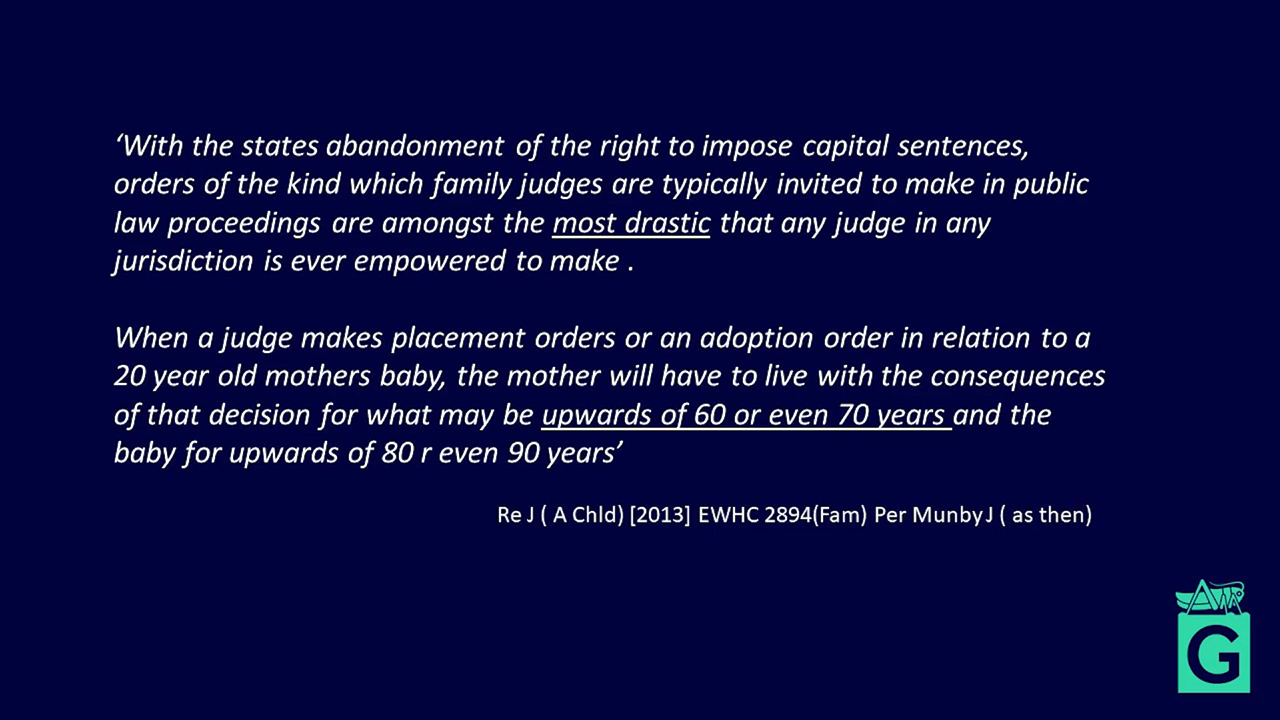 ‘With the states abandonment of the right to impose capital sentences,
orders of the kind which family judges are typically invited to make in public
law proceedings are amongst the most drastic that any judge in any
jurisdiction is ever empowered to make .
When a judge makes placement orders or an adoption order in relation to a
20 year old mothers baby, the mother will have to live with the consequences
of that decision for what may be upwards of 60 or even 70 years and the
baby for upwards of 80 r even 90 years’
Re J ( A Chld) [2013] EWHC 2894(Fam) Per Munby J ( as then)
G